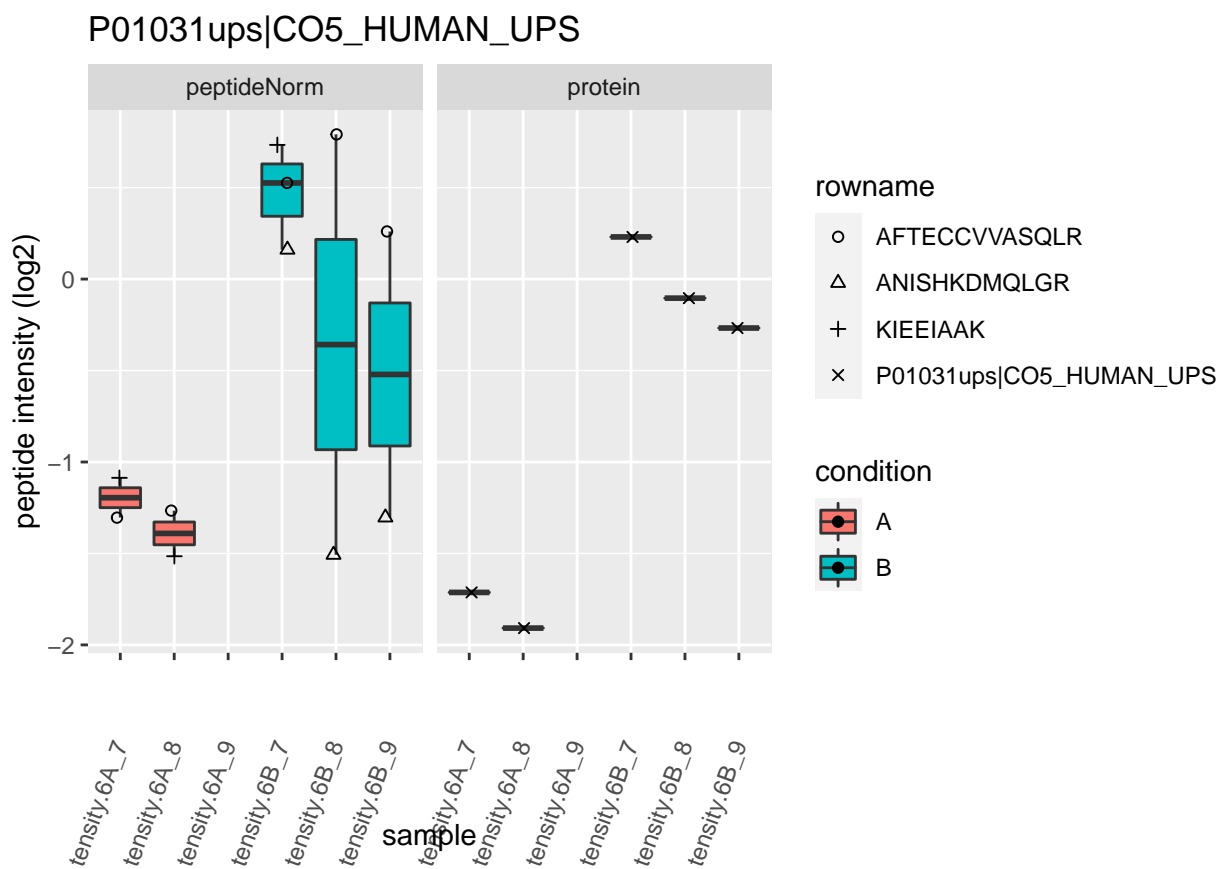 P01031ups|CO5_HUMAN_UPS
peptideNorm
protein
peptide intensity (log2)
0
−1
−2
tensity.6A_7
tensity.6A_8
tensity.6A_9
tensity.6B_7
tensity.6B_8
tensity.6B_9
tensity.6A_7
tensity.6A_8
tensity.6A_9
tensity.6B_7
tensity.6B_8
tensity.6B_9
sample
rowname
AFTECCVVASQLR
ANISHKDMQLGR
KIEEIAAK
P01031ups|CO5_HUMAN_UPS
condition
A
B